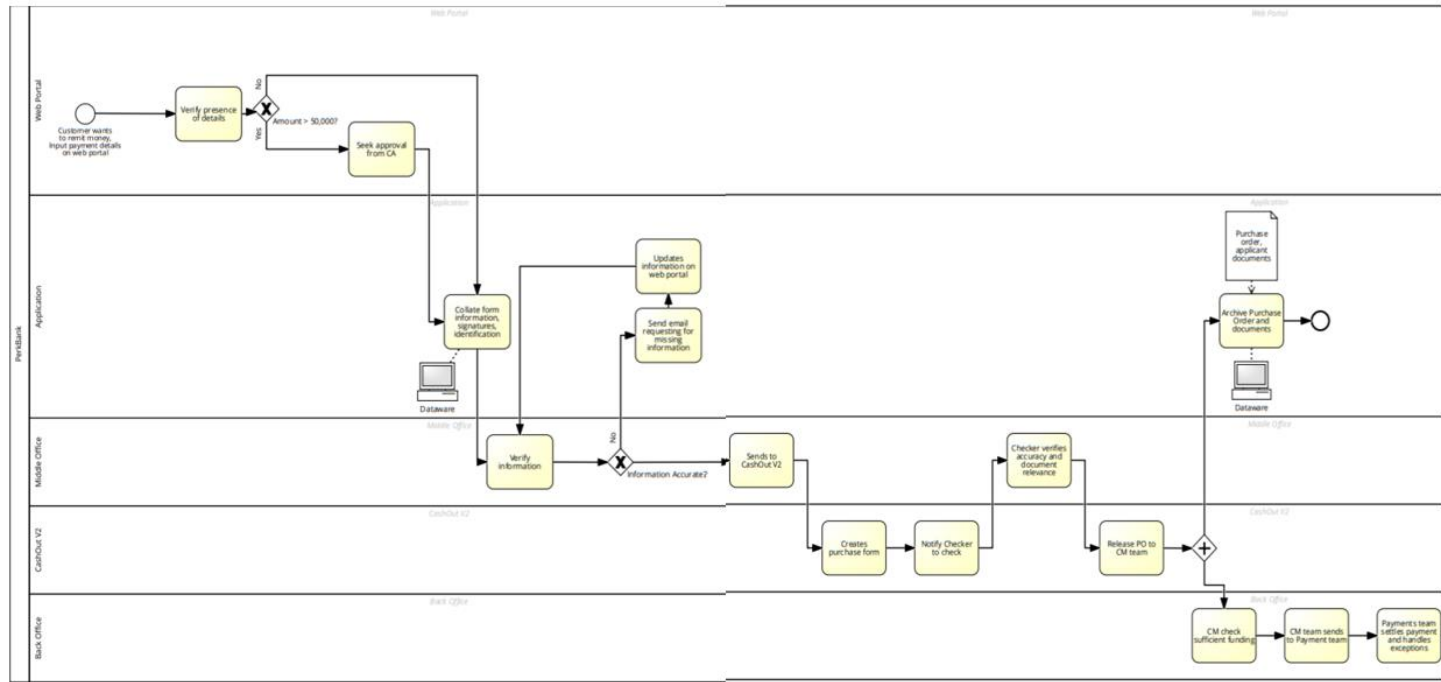 PerkBank
Web Portal
Web Portal
Web Portal
Customer wants
to remit money,
Input payment details
on web portal
Verify presence
of details
No
Yes
Amount > 50,000?
Seek approval
from CA
Application
Application
Application
Collate form
information,
signatures,
identification
Dataware
Updates
information on
web portal
Send email
requesting for
missing
information
Purchase
order,
applicant
documents
Archive Purchase
Order and
documents
Dataware
Middle Office
Middle Office
Middle Office
Verify
information
No
Information Accurate?
Sends to
CashOut V2
Checker verifies
accuracy and
document
relevance
CashOut V2
CashOut V2
CashOut V2
Creates
purchase form
Notify Checker
to check
Release PO to
CM team
Back Office
Back Office
Back Office
CM check
sufficient funding
CM team sends
to Payment team
Payments team
settles payment
and handles
exceptions